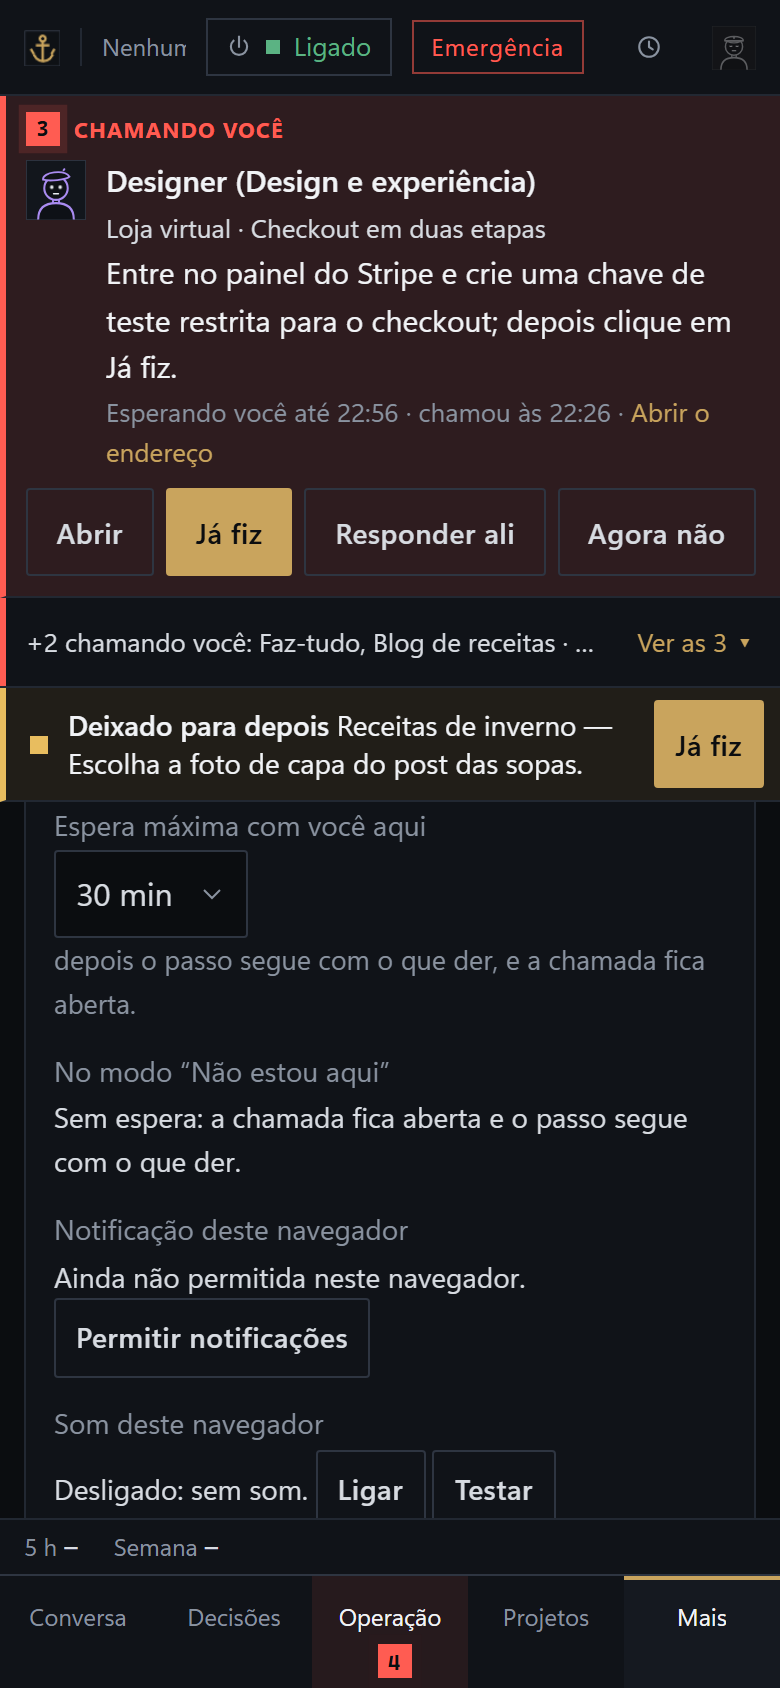 Nenhum
Ligado
Emergência
3 CHAMANDO VOCÊ
Designer (Design e experiência)
Loja virtual · Checkout em duas etapas
Entre no painel do Stripe e crie uma chave de
teste restrita para o checkout; depois clique em
Já fiz.
Esperando você até 22:56 · chamou às 22:26 · Abrir o
endereço
Abrir
Já fiz
Responder ali
Agora não
+2 chamando você: Faz-tudo, Blog de receitas · ...
Ver as 3
Deixado para depois Receitas de inverno —
Escolha a foto de capa do post das sopas.
Já fiz
Espera máxima com você aqui
30 min
depois o passo segue com o que der, e a chamada fica
aberta.
No modo “Não estou aqui”
Sem espera: a chamada fica aberta e o passo segue
com o que der.
Notificação deste navegador
Ainda não permitida neste navegador.
Permitir notificações
Som deste navegador
Desligado: sem som.
Ligar
Testar
5 h –
Semana –
Conversa
Decisões
Operação
4
Projetos
Mais